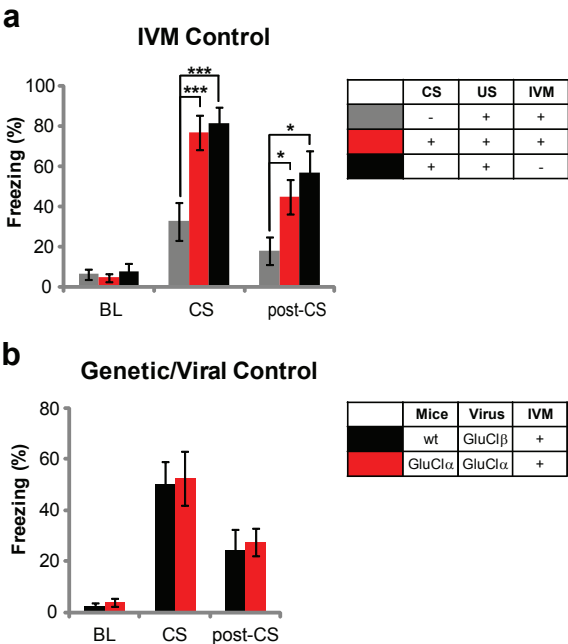 a
IVM Control
Freezing (%)
100
80
60
40
20
0
***
***
*
*
BL CS post-CS
CS US IVM
- + +
+ + +
+ + -
b
Genetic/Viral Control
Freezing (%)
80
60
40
20
0
BL CS post-CS
Mice Virus IVM
wt GluClβ +
GluClα GluClα +